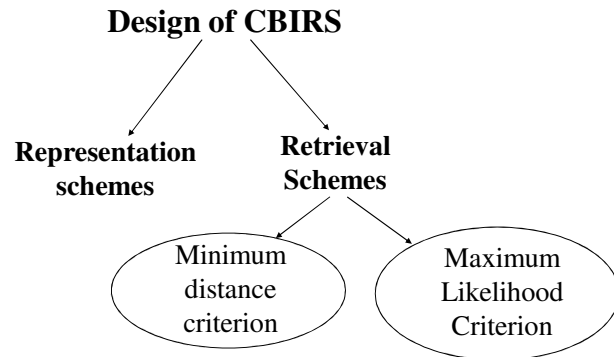 Design of CBIRS
Representation
schemes
Retrieval
Schemes
Minimum
distance
criterion
Maximum
Likelihood
Criterion